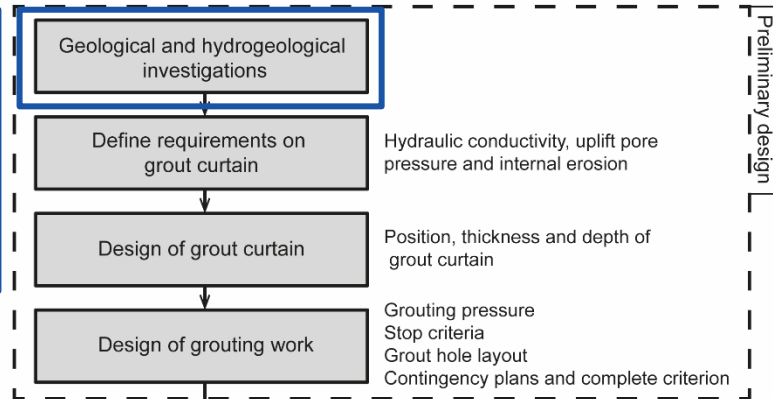 Geological and hydrogeological
investigations
Define requirements on
grout curtain
Hydraulic conductivity, uplift pore
pressure and internal erosion
Design of grout curtain
Position, thickness and depth of
grout curtain
Design of grouting work
Grouting pressure
Stop criteria
Grout hole layout
Contingency plans and complete criterion
Preliminary design